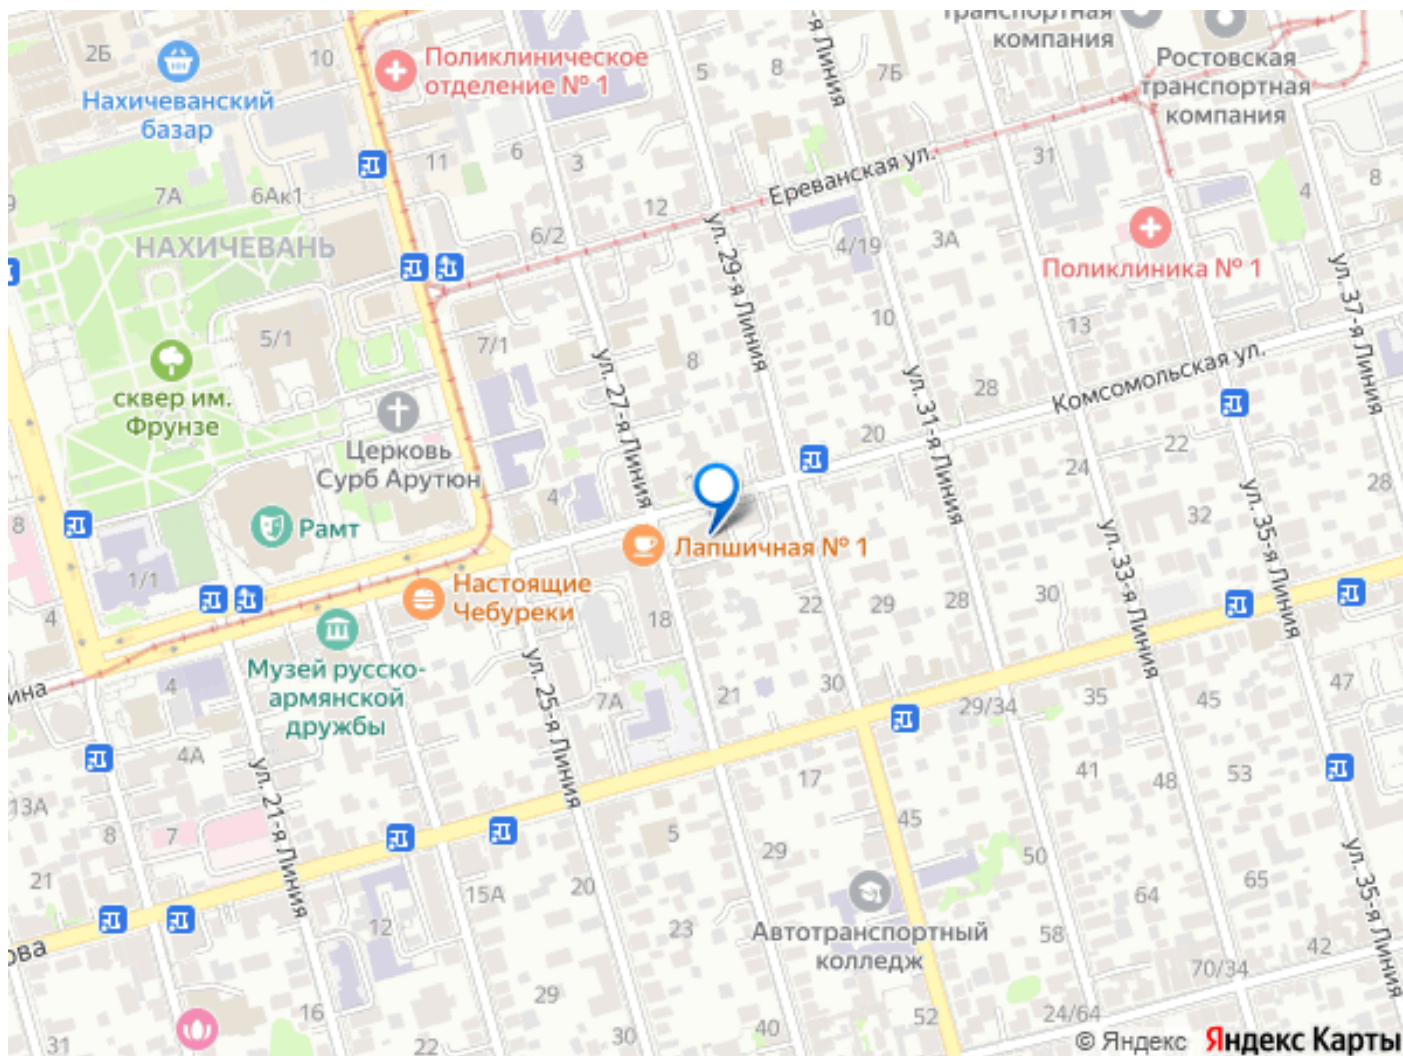 транспортная
компания
2Б
10
Поликлиническое
отделение № 1
5
8
7Б
Ростовская
транспортная
компания
Нахичеванский
базар
-я Линия
11
6
3
31
Ереванская ул.
7А
6Ак1
12
4
8
9
НАХИЧЕВАНЬ
6/2
ул. 29-я Линия
4/19
3А
Поликлиника № 1
ул. 37-я Линия
5/1
7/1
10
13
сквер им.
Фрунзе
8
ул. 27-я Линия
ул. 31-я Линия
28
Комсомольская ул.
Церковь
Сурб Арутюн
20
22
24
28
4
ул. 35-я Линия
8
Рамт
32
Лапшичная № 1
ул. 33-я Линия
1/1
Настоящие
Чебуреки
4
18
22
29
28
30
Музей русско-
армянской
дружбы
ул. 25-я Линия
ина
4
7А
21
30
29/34
35
45
47
4А
ул. 21-я Линия
17
41
48
53
13А
8
7
5
29
45
50
ул. 35-я Линия
21
15А
20
64
65
12
23
Автотранспортный
колледж
58
42
ова
70/34
16
29
52
24/64
31
22
30
40
© Яндекс Яндекс Карты